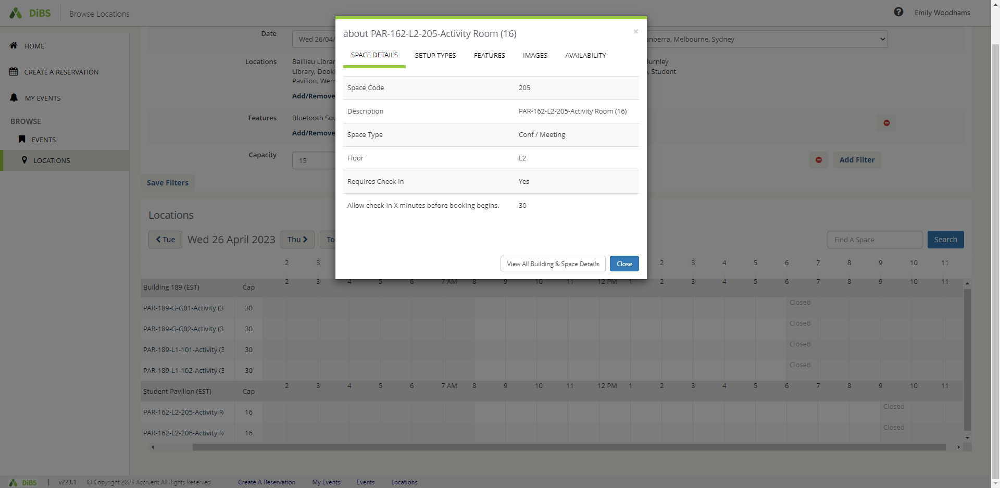 DiBS
Browse Locations
Emily Woodhams
HOME
CREATE A RESERVATION
MY EVENTS
BROWSE
EVENTS
LOCATIONS
Date
Wed 26/04/
anberra, Melbourne, Sydney
Locations
Baillieu Librar
Burnley
Library, Dooki
, Student
Pavilion, Werr
Add/Remove
Features
Bluetooth Sou
Add/Remove
Capacity
15
Add Filter
Save Filters
about PAR-162-L2-205-Activity Room (16)
×
SPACE DETAILS
SETUP TYPES
FEATURES
IMAGES
AVAILABILITY
Space Code
205
Description
PAR-162-L2-205-Activity Room (16)
Space Type
Conf / Meeting
Floor
L2
Requires Check-in
Yes
Allow check-in X minutes before booking begins.
30
View All Building & Space Details
Close
Locations
Tue
Wed 26 April 2023
Thu
To
Find A Space
Search
2 3 2 3 4 5 6 7 8 9 10 11
Building 189 (EST) Cap 2 3 4 5 6 7 AM 8 9 10 11 12 PM 1 2 3 4 5 6 7 8 9 10 11
PAR-189-G-G01-Activity (3 30 Closed
PAR-189-G-G02-Activity (3 30 Closed
PAR-189-L1-101-Activity (3 30 Closed
PAR-189-L1-102-Activity (3 30 Closed
Student Pavilion (EST) Cap 2 3 4 5 6 7 AM 8 9 10 11 12 PM 1 2 3 4 5 6 7 8 9 10 11
PAR-162-L2-205-Activity R 16 Closed
PAR-162-L2-206-Activity R 16 Closed
DiBS | v223.1 © Copyright 2023 Accruent All Rights Reserved Create A Reservation My Events Events Locations